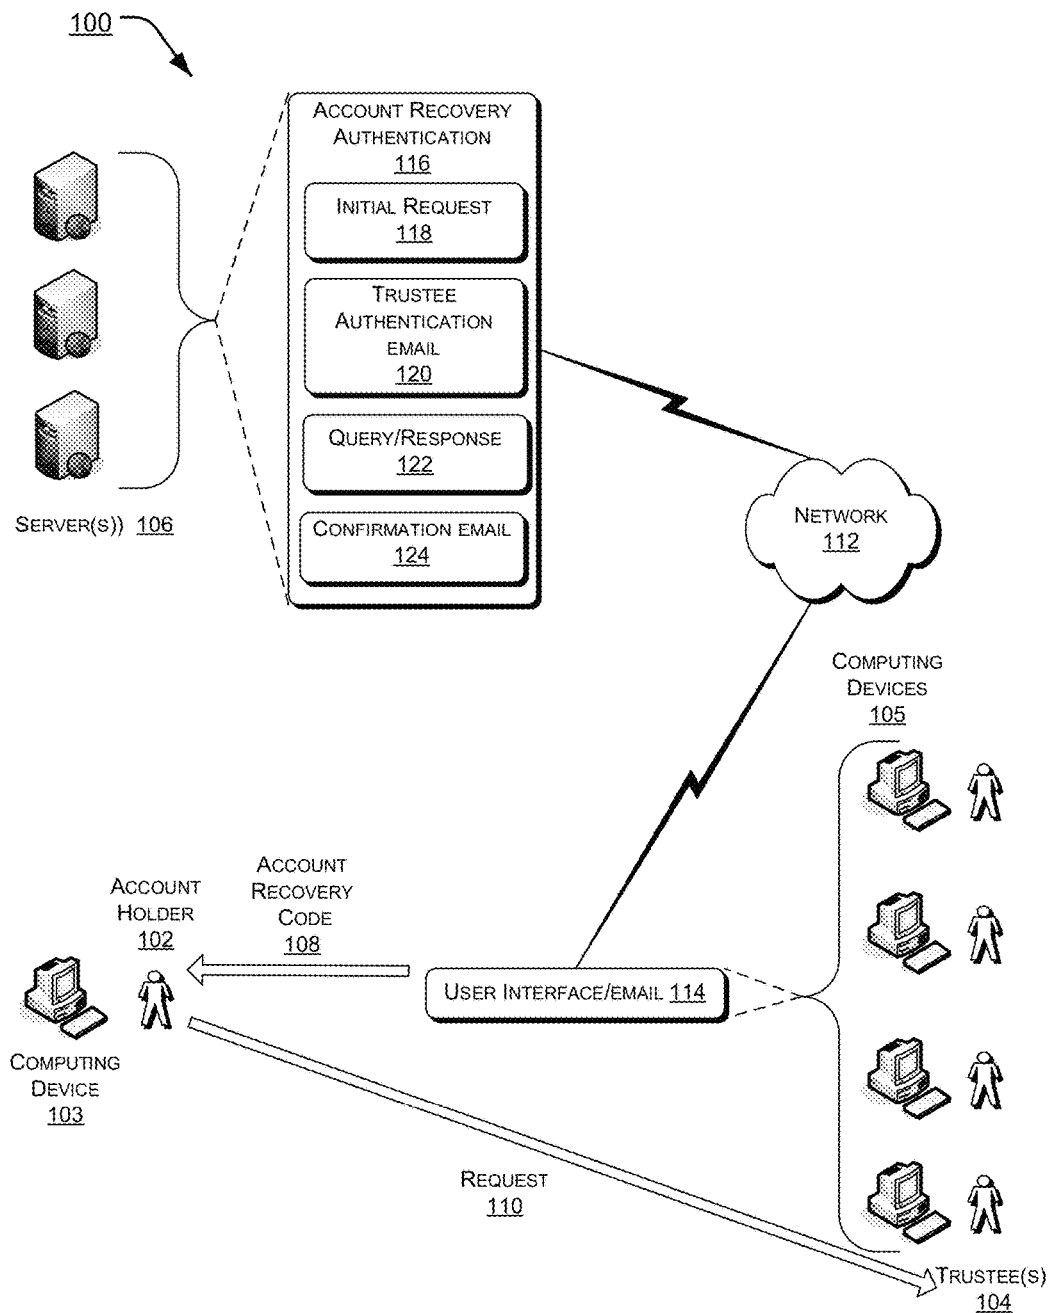 100
Account Recovery
Authentication
116
Initial Request
118
Trustee
Authentication
email
120
Query/Response
122
Confirmation email
124
Server(s)) 106
Network
112
Computing
Devices
105
Account
Holder
102
Account
Recovery
Code
108
User Interface/email 114
Computing
Device
103
Request
110
Trustee(s)
104